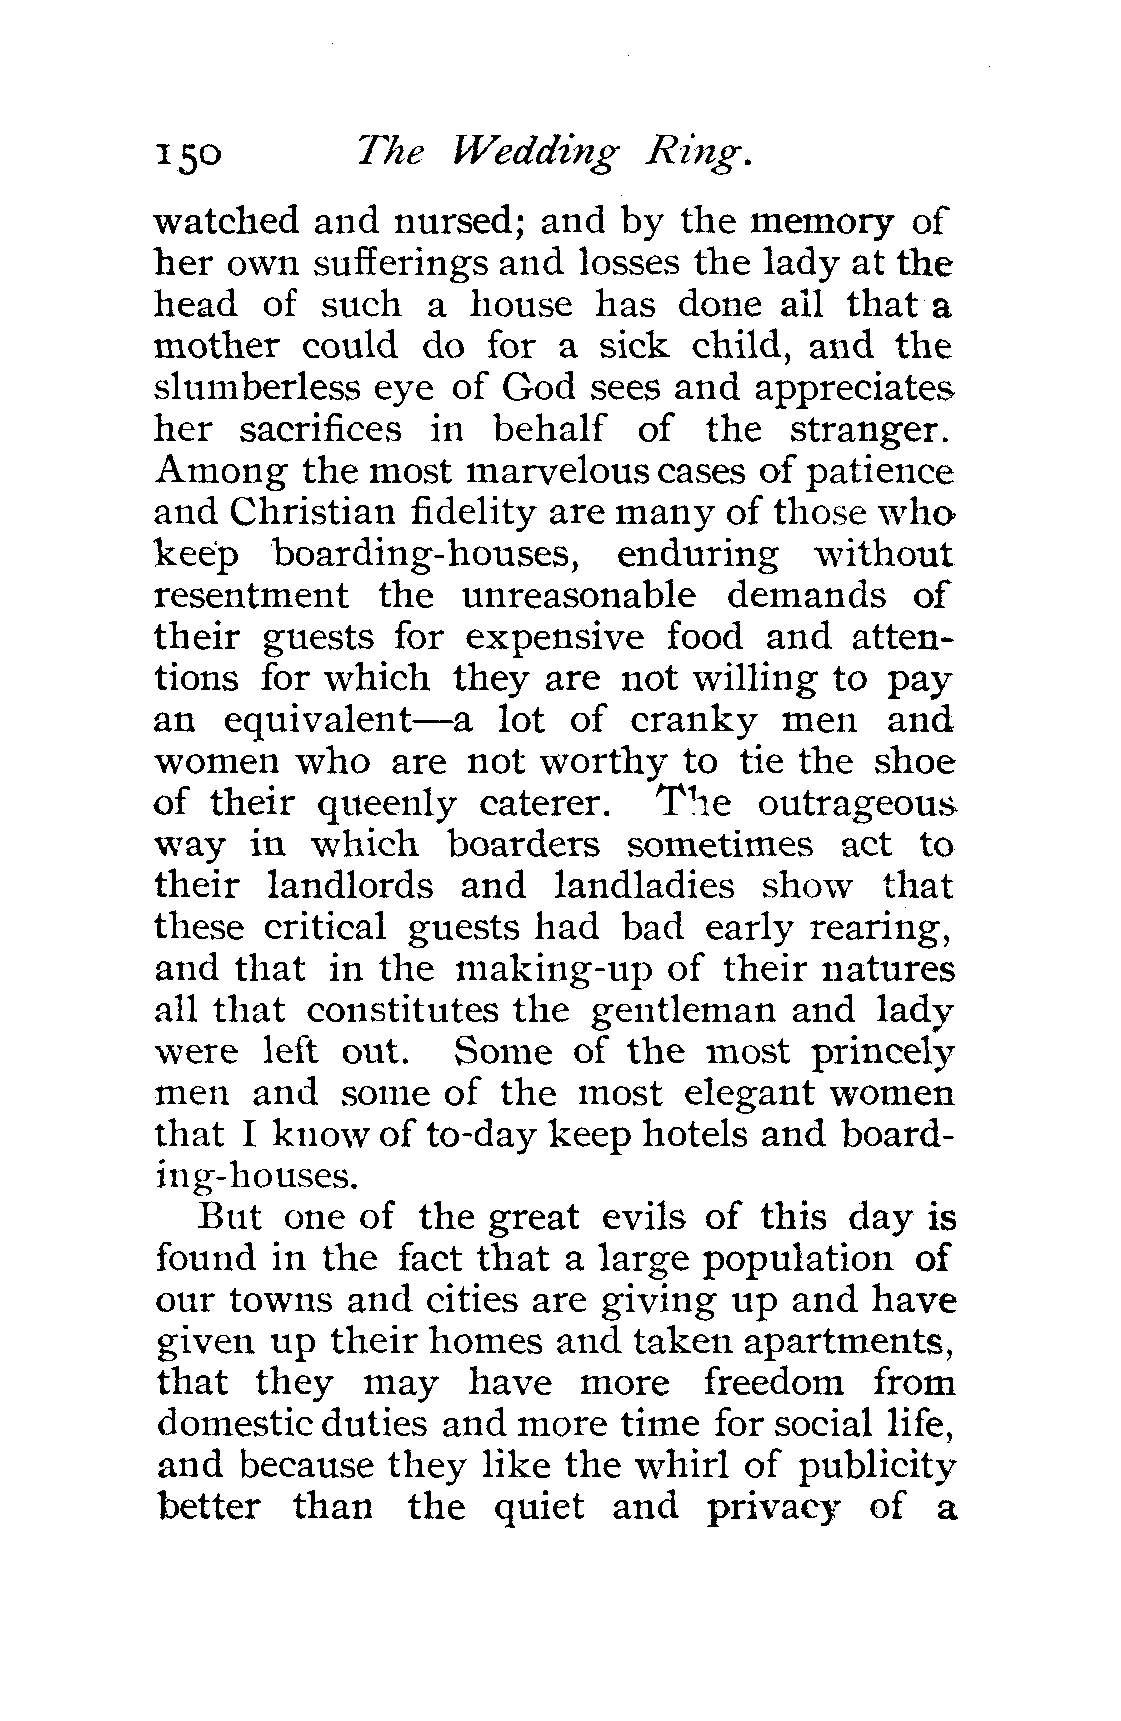 150 The Wedding Ring.
watched and nursed; and by the memory of
her own sufferings and losses the lady at the
head of such a house has done all that a
mother could do for a sick child, and the
slumberless eye of God sees and appreciates
her sacrifices in behalf of the stranger.
Among the most marvelous cases of patience
and Christian fidelity are many of those who
keep boarding-houses, enduring without
resentment the unreasonable demands of
their guests for expensive food and atten-
tions for which they are not willing to pay
an equivalent—a lot of cranky men and
women who are not worthy to tie the shoe
of their queenly caterer. The outrageous
way in which boarders sometimes act to
their landlords and landladies show that
these critical guests had bad early rearing,
and that in the making-up of their natures
all that constitutes the gentleman and lady
were left out. Some of the most princely
men and some of the most elegant women
that I know of to-day keep hotels and board-
ing-houses.
But one of the great evils of this day is
found in the fact that a large population of
our towns and cities are giving up and have
given up their homes and taken apartments,
that they may have more freedom from
domestic duties and more time for social life,
and because they like the whirl of publicity
better than the quiet and privacy of a